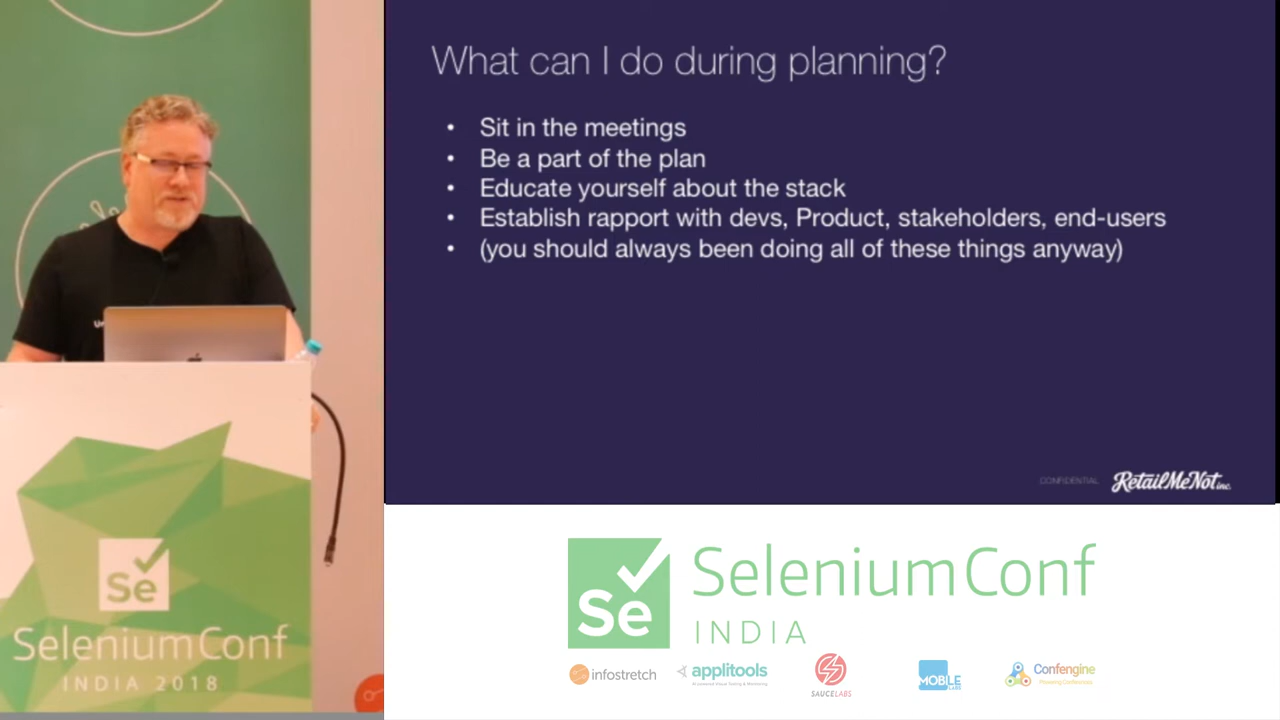 What can I do during planning?
• Sit in the meetings
• Be a part of the plan
• Educate yourself about the stack
• Establish rapport with devs, Product, stakeholders, end-users
• (you should always been doing all of these things anyway)
CONFIDENTIAL RetailMeNot inc.
Se
SeleniumConf
INDIA 2018
Se
SeleniumConf
INDIA
infostretch
applitools
SAUCELABS
MOBILE LABS
Confengine